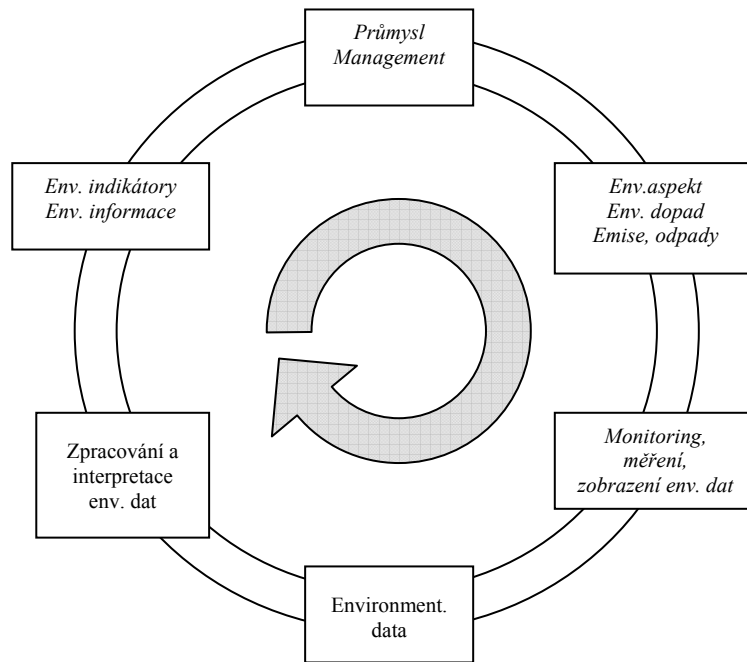 Průmysl
Management
Env. indikátory
Env. informace
Env.aspekt
Env. dopad
Emise, odpady
Zpracování a
interpretace
env. dat
Monitoring,
měření,
zobrazení env. dat
Environment.
data